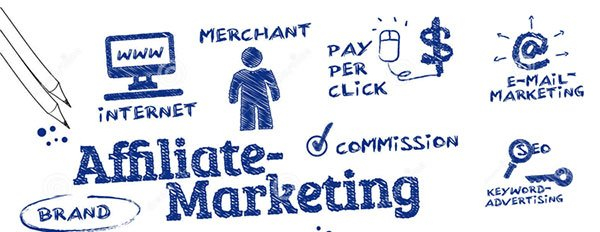 WWW
INTERNET
MERCHANT
PAY
PER
CLICK
$
@
E-MAIL-
MARKETING
COMMISSION
Affiliate-
Marketing
BRAND
SEO
KEYWORD-
ADVERTISING